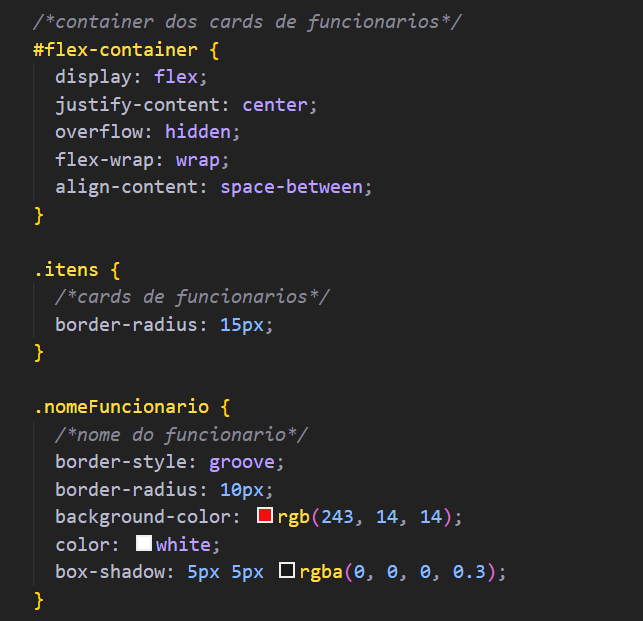 /*container dos cards de funcionarios*/
#flex-container {
display: flex;
justify-content: center;
overflow: hidden;
flex-wrap: wrap;
align-content: space-between;
}
.itens {
/*cards de funcionarios*/
border-radius: 15px;
}
.nomeFuncionario {
/*nome do funcionario*/
border-style: groove;
border-radius: 10px;
background-color: rgb(243, 14, 14);
color: white;
box-shadow: 5px 5px rgba(0, 0, 0, 0.3);
}